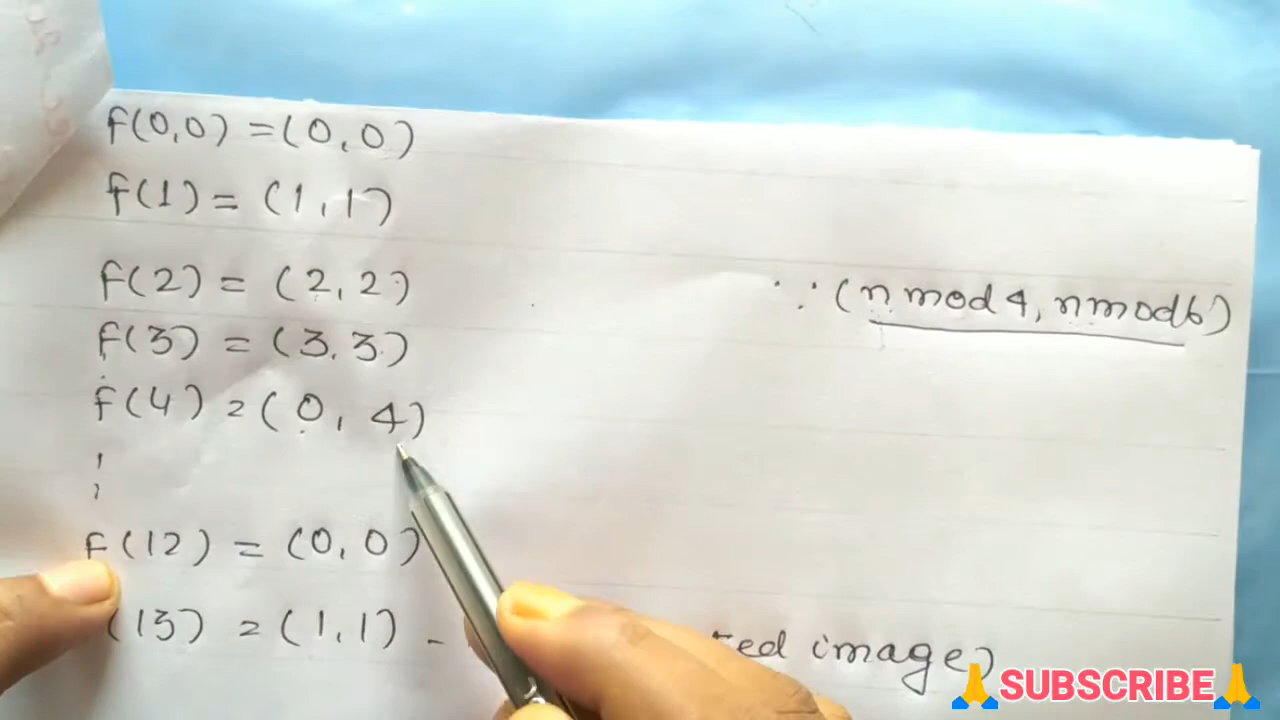 f(0,0) = (0,0)
f(1) = (1,1)
f(2) = (2,2)
∵ (n mod 4, n mod 6)
f(3) = (3.3)
f(4) = (0, 4)
f(12) = (0,0)
(13) = (1,1) -
image)
🙏SUBSCRIBE🙏